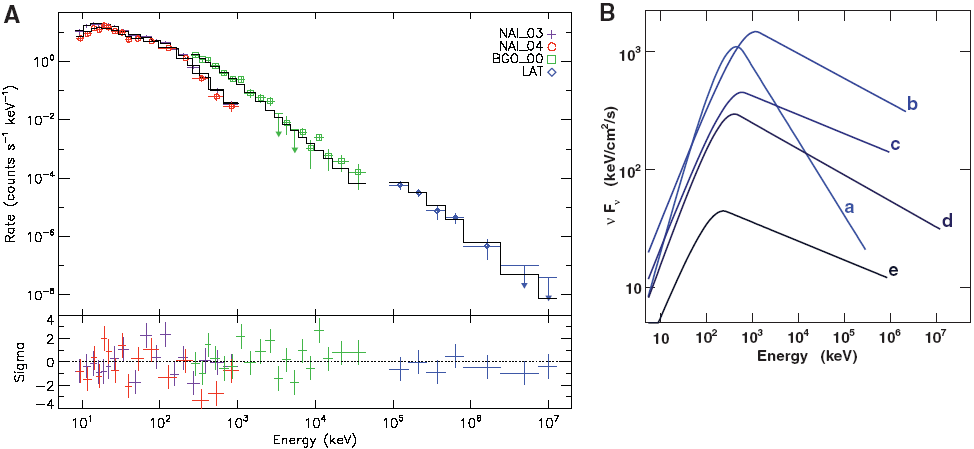 A
B
NAI_03
NAI_04
BGO_00
LAT
Rate (counts s⁻¹ keV⁻¹)
10⁰
10⁻²
10⁻⁴
10⁻⁶
10⁻⁸
Sigma
4
2
0
−2
−4
10¹ 10² 10³ 10⁴ 10⁵ 10⁶ 10⁷
Energy (keV)
ν Fν (keV/cm²/s)
10³
10²
10
b
c
a
d
e
10 10² 10³ 10⁴ 10⁵ 10⁶ 10⁷
Energy (keV)